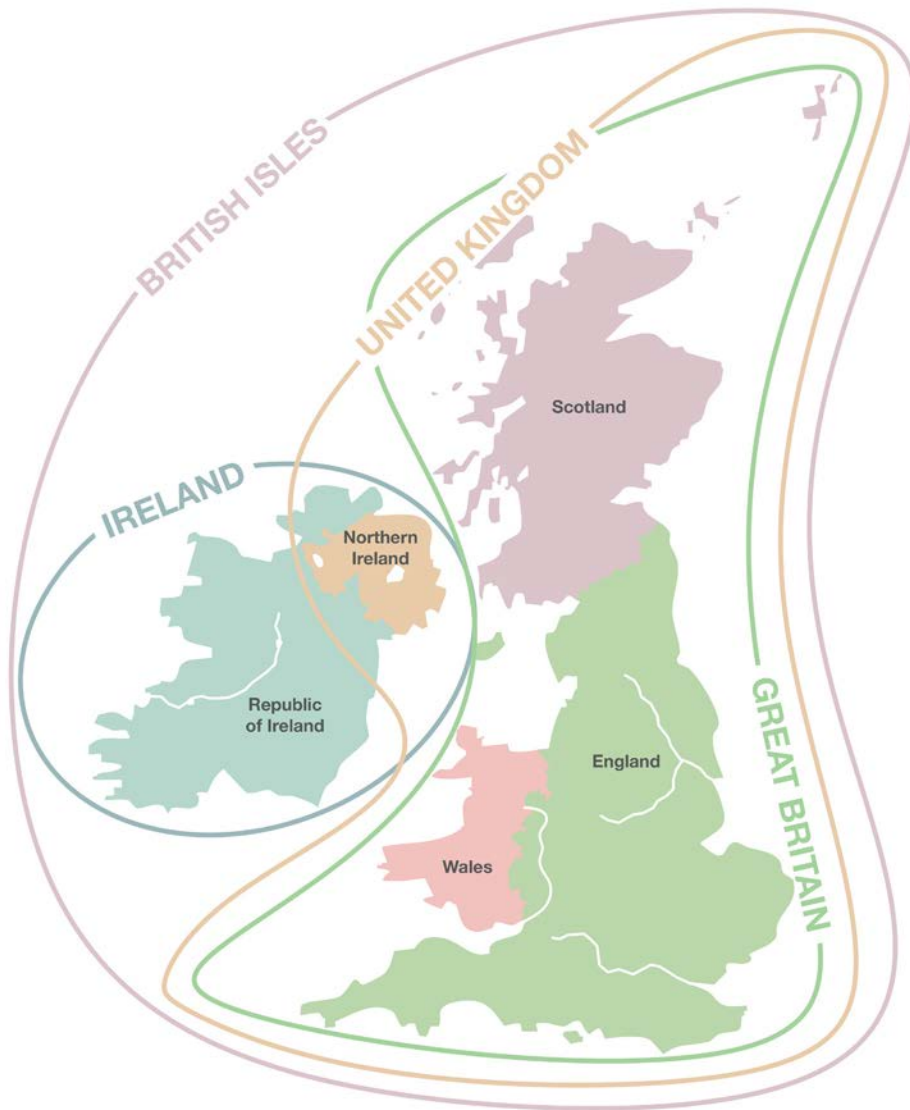 BRITISH ISLES
UNITED KINGDOM
Scotland
IRELAND
Northern
Ireland
Republic
of Ireland
England
GREAT BRITAIN
Wales